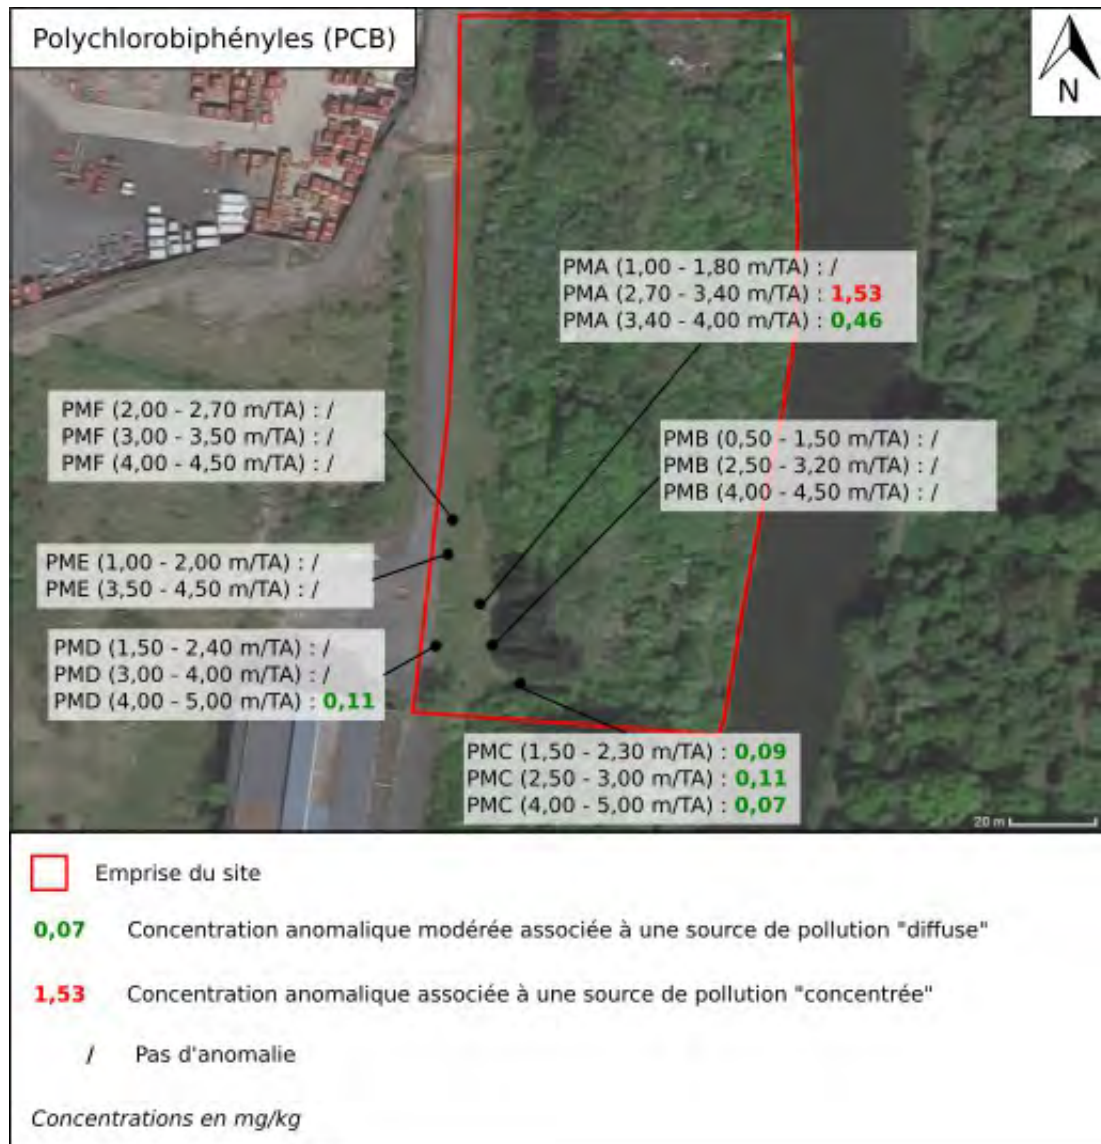 Polychlorobiphényles (PCB)
N
PMA (1,00 - 1,80 m/TA) : /
PMA (2,70 - 3,40 m/TA) : 1,53
PMA (3,40 - 4,00 m/TA) : 0,46
PMF (2,00 - 2,70 m/TA) : /
PMF (3,00 - 3,50 m/TA) : /
PMF (4,00 - 4,50 m/TA) : /
PMB (0,50 - 1,50 m/TA) : /
PMB (2,50 - 3,20 m/TA) : /
PMB (4,00 - 4,50 m/TA) : /
PME (1,00 - 2,00 m/TA) : /
PME (3,50 - 4,50 m/TA) : /
PMD (1,50 - 2,40 m/TA) : /
PMD (3,00 - 4,00 m/TA) : /
PMD (4,00 - 5,00 m/TA) : 0,11
PMC (1,50 - 2,30 m/TA) : 0,09
PMC (2,50 - 3,00 m/TA) : 0,11
PMC (4,00 - 5,00 m/TA) : 0,07
20 m
Emprise du site
0,07 Concentration anomalique modérée associée à une source de pollution "diffuse"
1,53 Concentration anomalique associée à une source de pollution "concentrée"
/ Pas d'anomalie
Concentrations en mg/kg